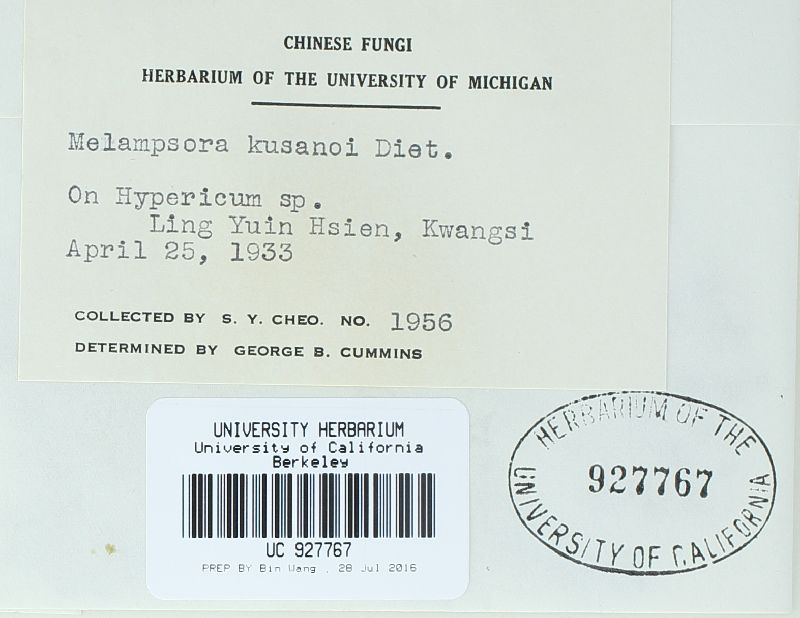 CHINESE FUNGI
HERBARIUM OF THE UNIVERSITY OF MICHIGAN
Melampsora kusanoi Diet.
On Hypericum sp.
Ling Yuin Hsien, Kwangsi
April 25, 1933
COLLECTED BY S. Y. CHEO. NO. 1956
DETERMINED BY GEORGE B. CUMMINS
UNIVERSITY HERBARIUM
University of California
Berkeley
UC 927767
PREP BY Bin Wang , 28 Jul 2016
HERBARIUM OF THE
927767
UNIVERSITY OF CALIFORNIA